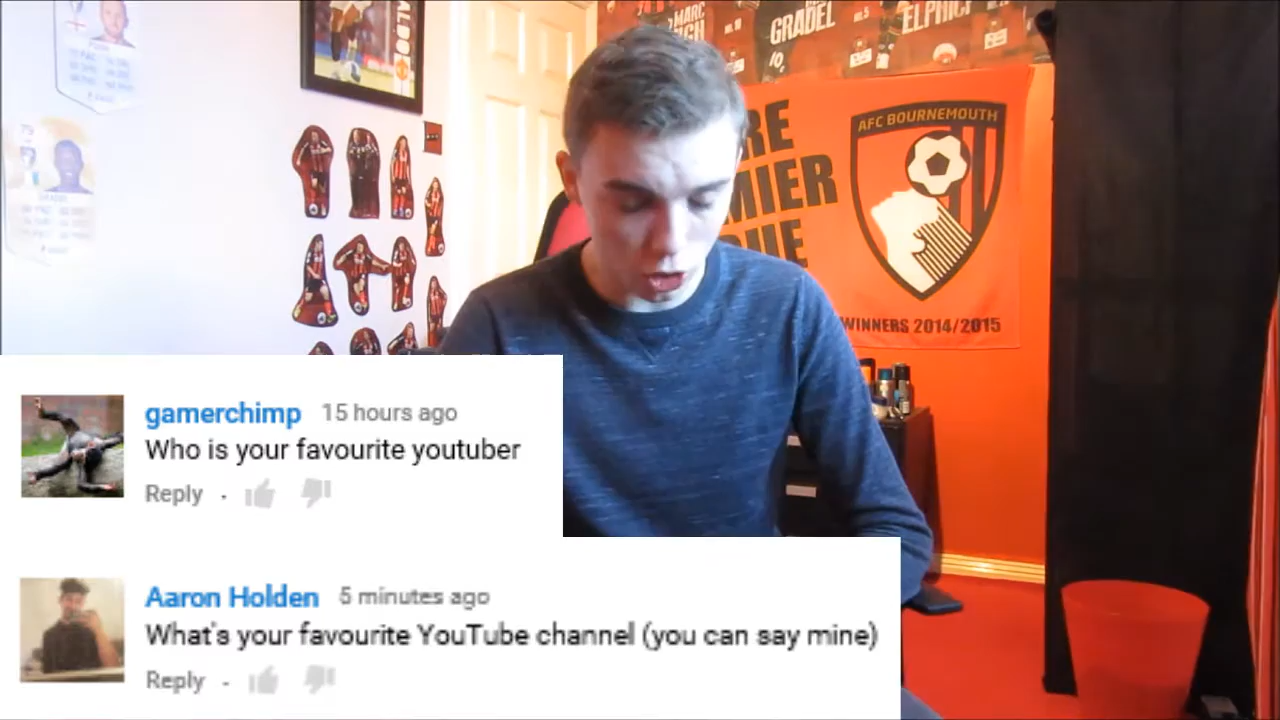 GRADEL
10
ELPHICK
AFC BOURNEMOUTH
WINNERS 2014/2015
gamerchimp 15 hours ago
Who is your favourite youtuber
Reply
Aaron Holden 5 minutes ago
What's your favourite YouTube channel (you can say mine)
Reply